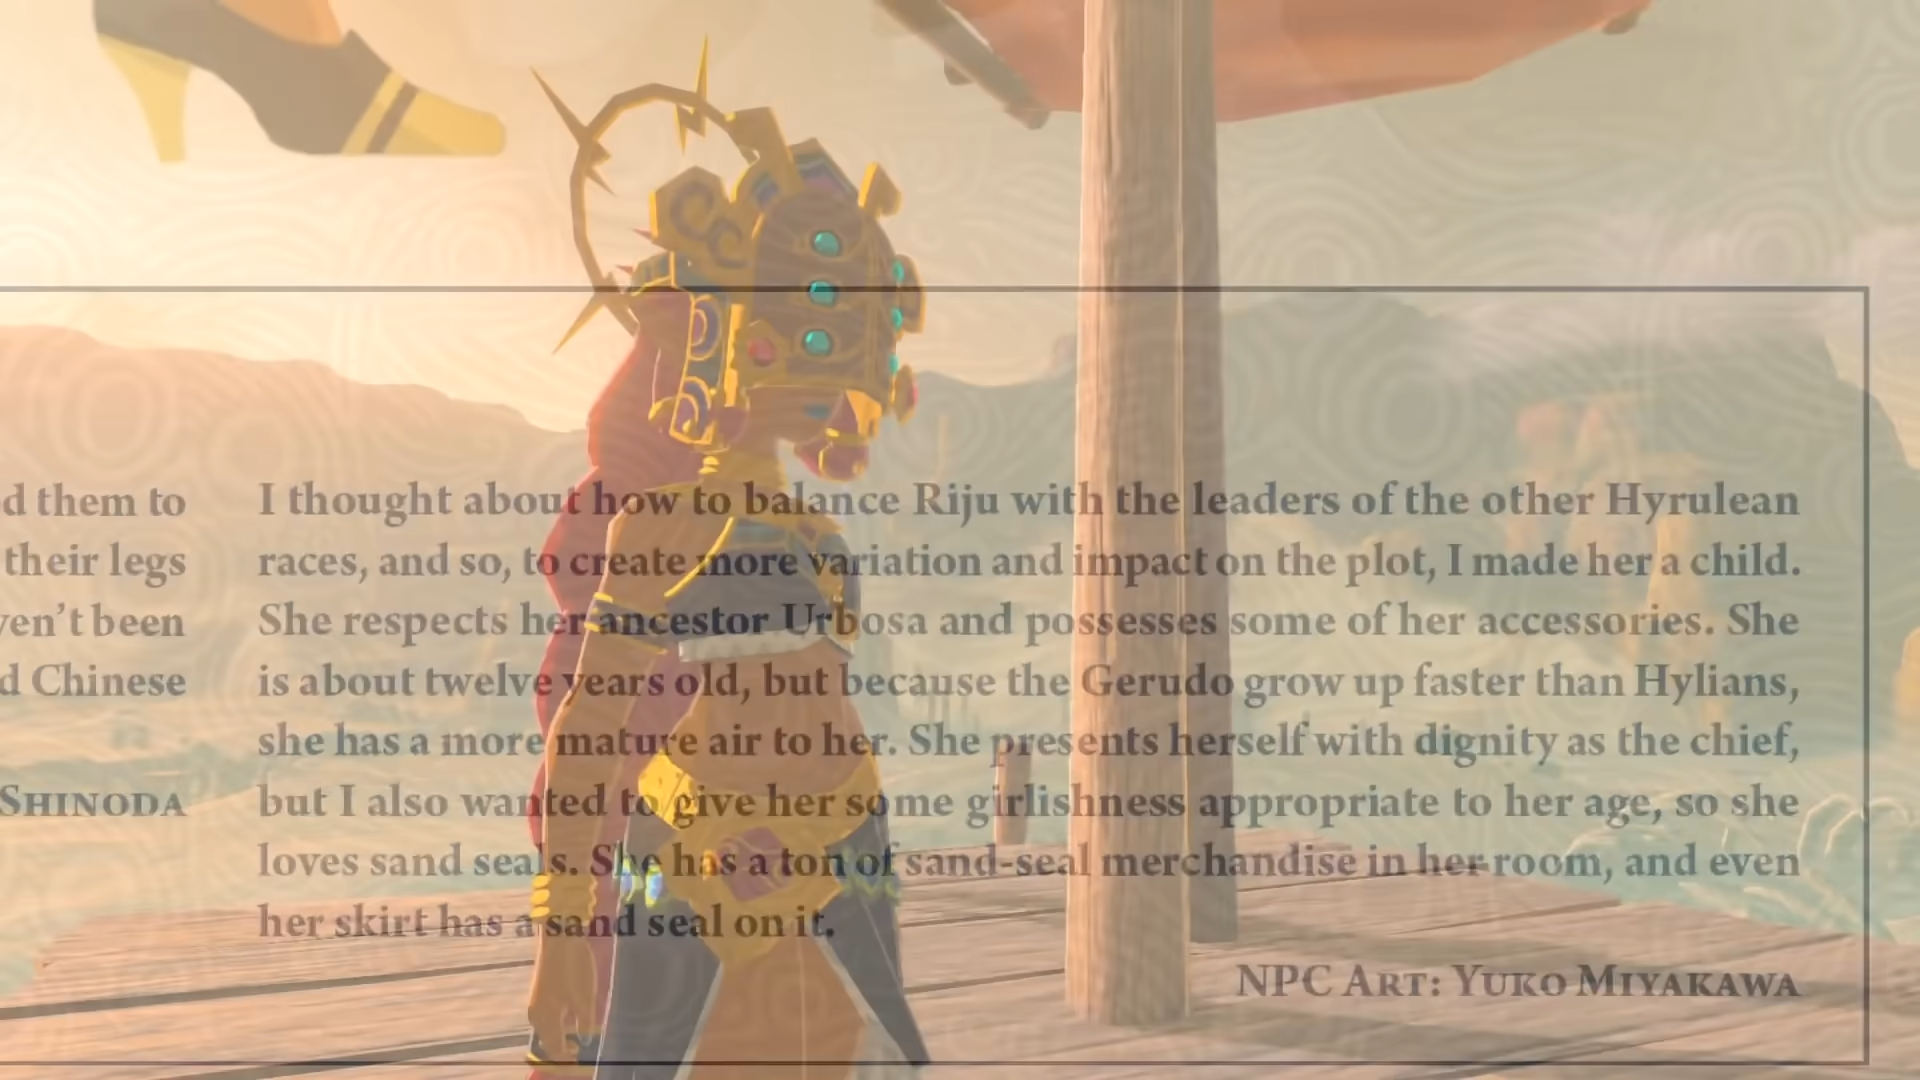 d them to
their legs
ven't been
d Chinese
SHINODA
I thought about how to balance Riju with the leaders of the other Hyrulean
races, and so, to create more variation and impact on the plot, I made her a child.
She respects her ancestor Urbosa and possesses some of her accessories. She
is about twelve years old, but because the Gerudo grow up faster than Hylians,
she has a more mature air to her. She presents herself with dignity as the chief,
but I also wanted to give her some girlishness appropriate to her age, so she
loves sand seals. She has a ton of sand-seal merchandise in her room, and even
her skirt has a sand seal on it.
NPC ART: YUKO MIYAKAWA